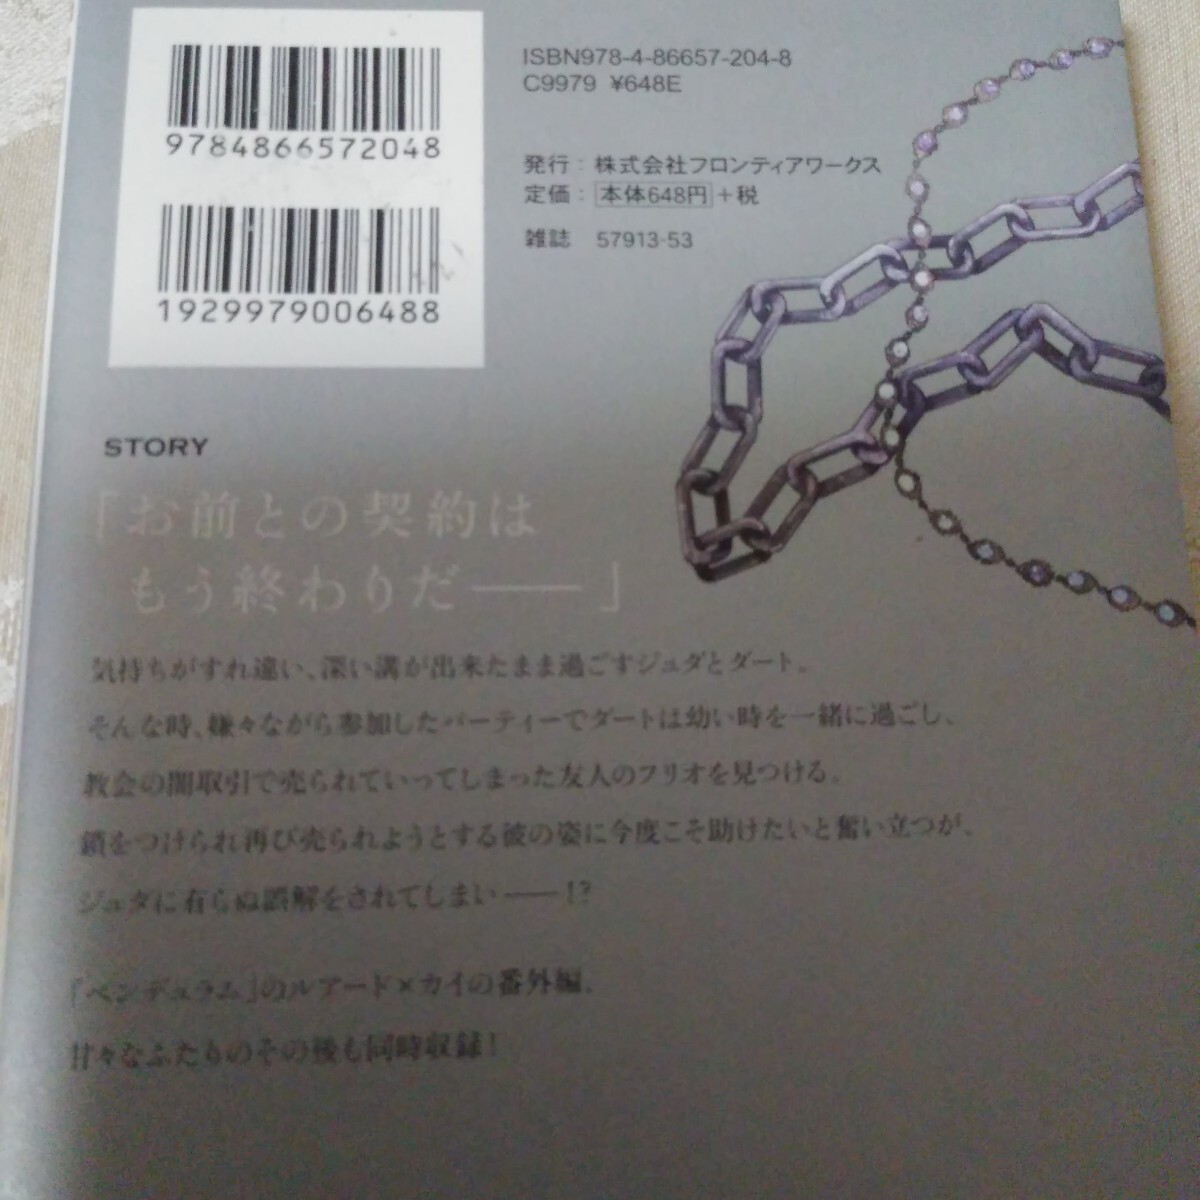 9784866572048
1929979006488
ISBN978-4-86657-204-8
C9979 ¥648E
発行：株式会社フロンティアワークス
定価：本体648円＋税
雑誌 57913-53
STORY
「お前との契約は
もう終わりだ――」
気持ちがすれ違い、深い溝が出来たまま過ごすジュダとダート。
そんな時、嫌々ながら参加したパーティーでダートは幼い時を一緒に過ごし、
教会の闇取引で売られていってしまった友人のフリオを見つける。
鎖をつけられ再び売られようとする彼の姿に今度こそ助けたいと奮い立つが、
ジュダに有らぬ誤解をされてしまい――!?
「ペンデュラム」のルアード×カイの番外編、
甘々なふたりのその後も同時収録！